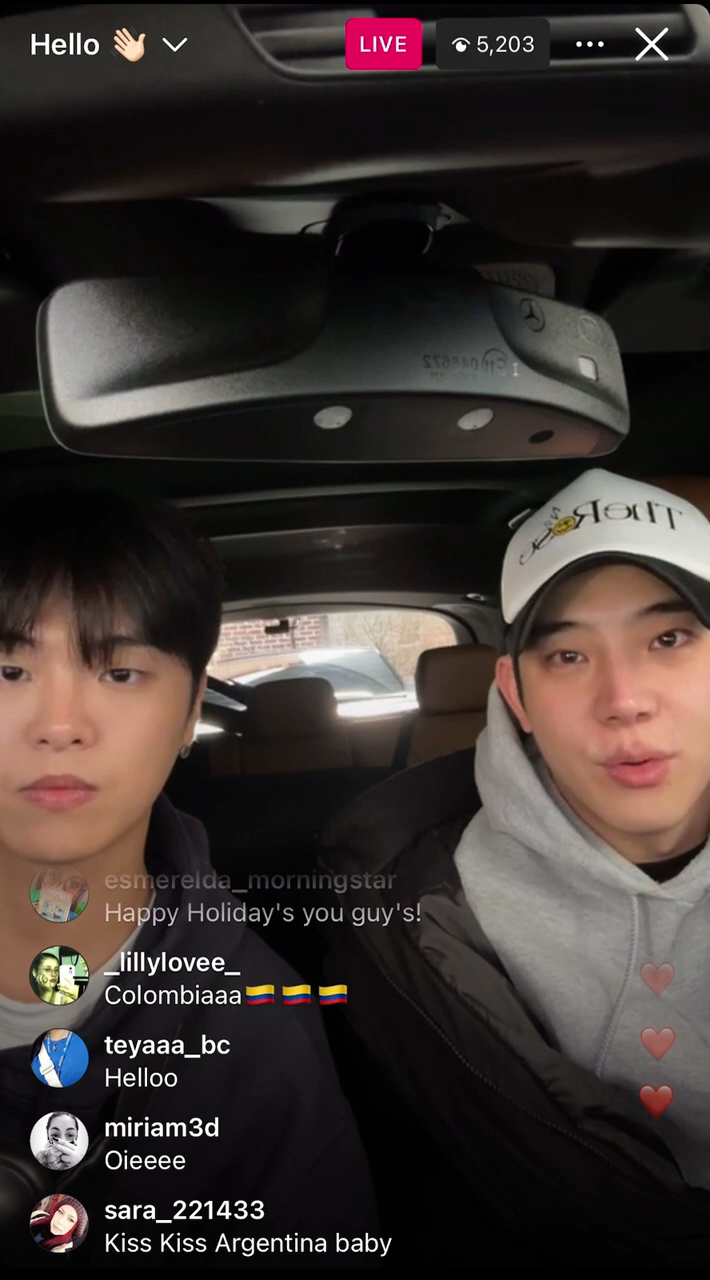 Hello 👋🏻
LIVE
5,203
TheRose
esmerelda_morningstar
Happy Holiday's you guy's!
_lillylovee_
Colombiaaa🇨🇴 🇨🇴 🇨🇴
teyaaa_bc
Helloo
miriam3d
Oieeee
sara_221433
Kiss Kiss Argentina baby